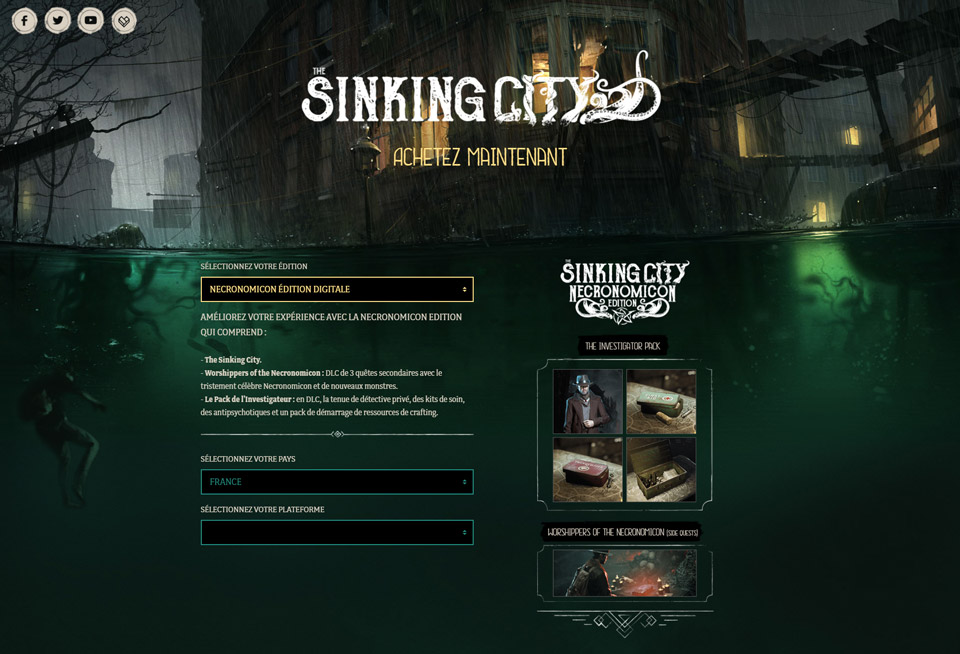 THE
SINKING CITY
ACHETEZ MAINTENANT
SÉLECTIONNEZ VOTRE ÉDITION
NECRONOMICON ÉDITION DIGITALE
AMÉLIOREZ VOTRE EXPÉRIENCE AVEC LA NECRONOMICON EDITION
QUI COMPREND :
- The Sinking City.
- Worshippers of the Necronomicon : DLC de 3 quêtes secondaires avec le
tristement célèbre Necronomicon et de nouveaux monstres.
- Le Pack de l'Investigateur : en DLC, la tenue de détective privé, des kits de soin,
des antipsychotiques et un pack de démarrage de ressources de crafting.
SÉLECTIONNEZ VOTRE PAYS
FRANCE
SÉLECTIONNEZ VOTRE PLATEFORME
THE
SINKING CITY
NECRONOMICON
EDITION
THE INVESTIGATOR PACK
WORSHIPPERS OF THE NECRONOMICON (SIDE QUESTS)